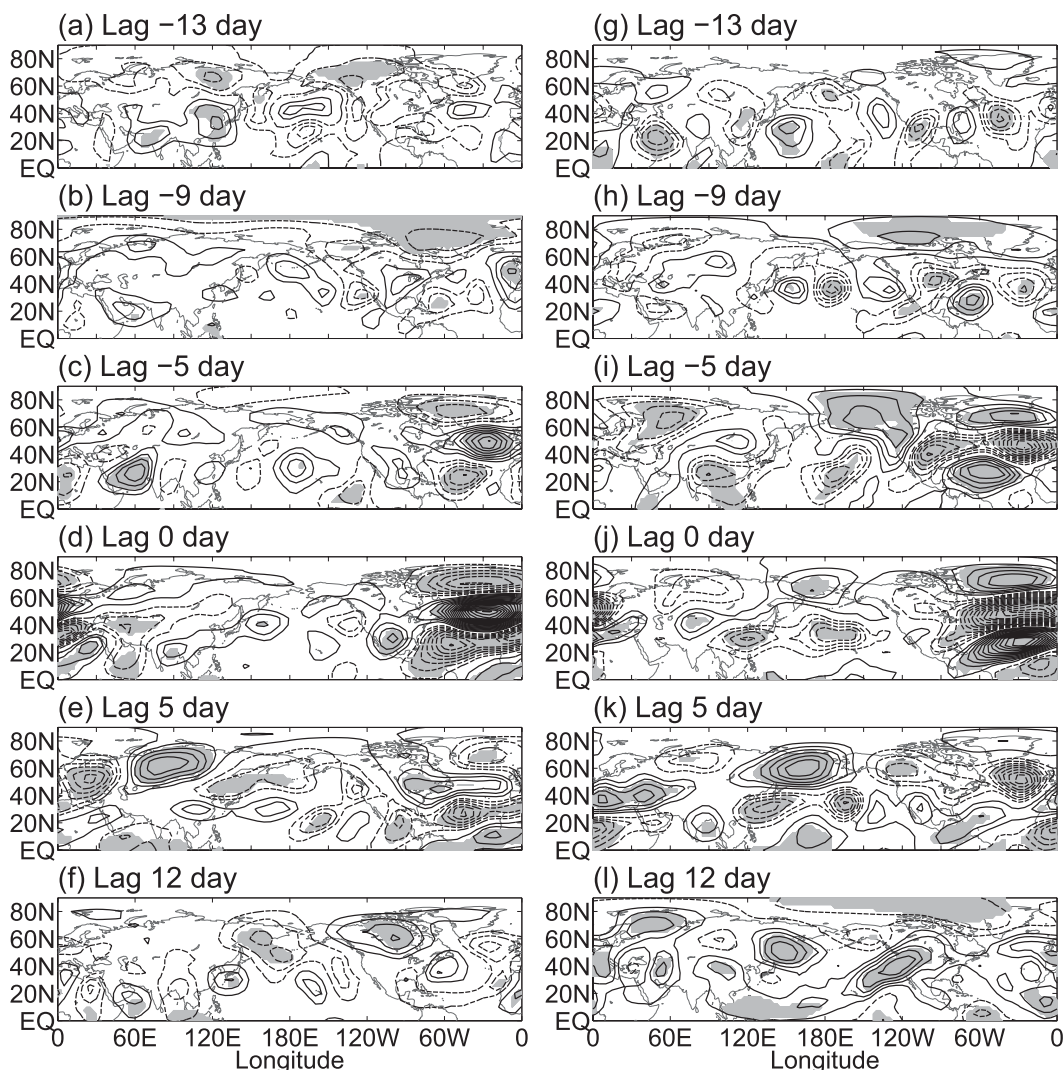 (a) Lag −13 day
80N
60N
40N
20N
EQ
(b) Lag −9 day
80N
60N
40N
20N
EQ
(c) Lag −5 day
80N
60N
40N
20N
EQ
(d) Lag 0 day
80N
60N
40N
20N
EQ
(e) Lag 5 day
80N
60N
40N
20N
EQ
(f) Lag 12 day
80N
60N
40N
20N
EQ
0 60E 120E 180E 120W 60W 0
Longitude
(g) Lag −13 day
80N
60N
40N
20N
EQ
(h) Lag −9 day
80N
60N
40N
20N
EQ
(i) Lag −5 day
80N
60N
40N
20N
EQ
(j) Lag 0 day
80N
60N
40N
20N
EQ
(k) Lag 5 day
80N
60N
40N
20N
EQ
(l) Lag 12 day
80N
60N
40N
20N
EQ
0 60E 120E 180E 120W 60W 0
Longitude